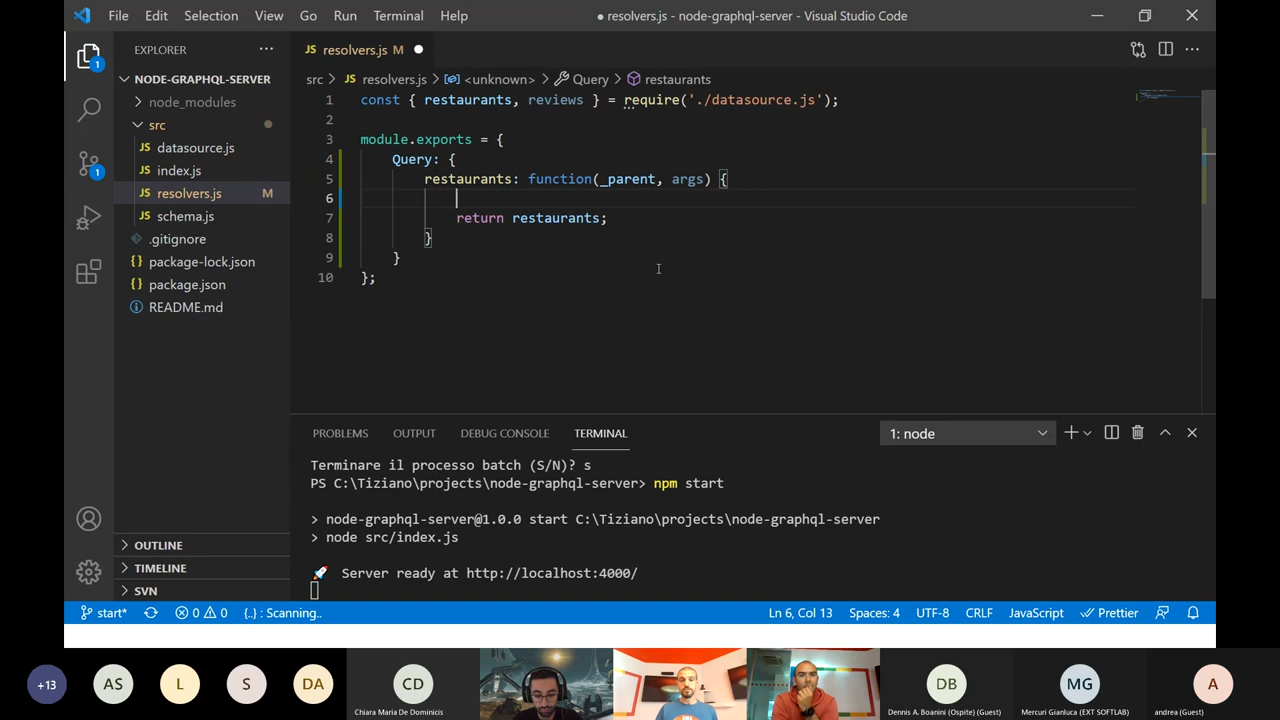 File Edit Selection View Go Run Terminal Help
● resolvers.js - node-graphql-server - Visual Studio Code
EXPLORER
NODE-GRAPHQL-SERVER
node_modules
src
JS datasource.js
JS index.js
JS resolvers.js M
JS schema.js
.gitignore
{} package-lock.json
{} package.json
README.md
OUTLINE
TIMELINE
SVN
1
1
JS resolvers.js M ●
src > JS resolvers.js > <unknown> > Query > restaurants
1 const { restaurants, reviews } = require('./datasource.js');
2
3 module.exports = {
4 Query: {
5 restaurants: function(_parent, args) {
6
7 return restaurants;
8 }
9 }
10 };
PROBLEMS OUTPUT DEBUG CONSOLE TERMINAL
1: node
Terminare il processo batch (S/N)? s
PS C:\Tiziano\projects\node-graphql-server> npm start
> node-graphql-server@1.0.0 start C:\Tiziano\projects\node-graphql-server
> node src/index.js
🚀 Server ready at http://localhost:4000/
start* 0 0 {..} : Scanning.. Ln 6, Col 13 Spaces: 4 UTF-8 CRLF JavaScript Prettier
+13 AS L S DA CD DB MG A
Chiara Maria De Dominicis
Dennis A. Boanini (Ospite) (Guest)
Mercuri Gianluca (EXT SOFTLAB)
andrea (Guest)